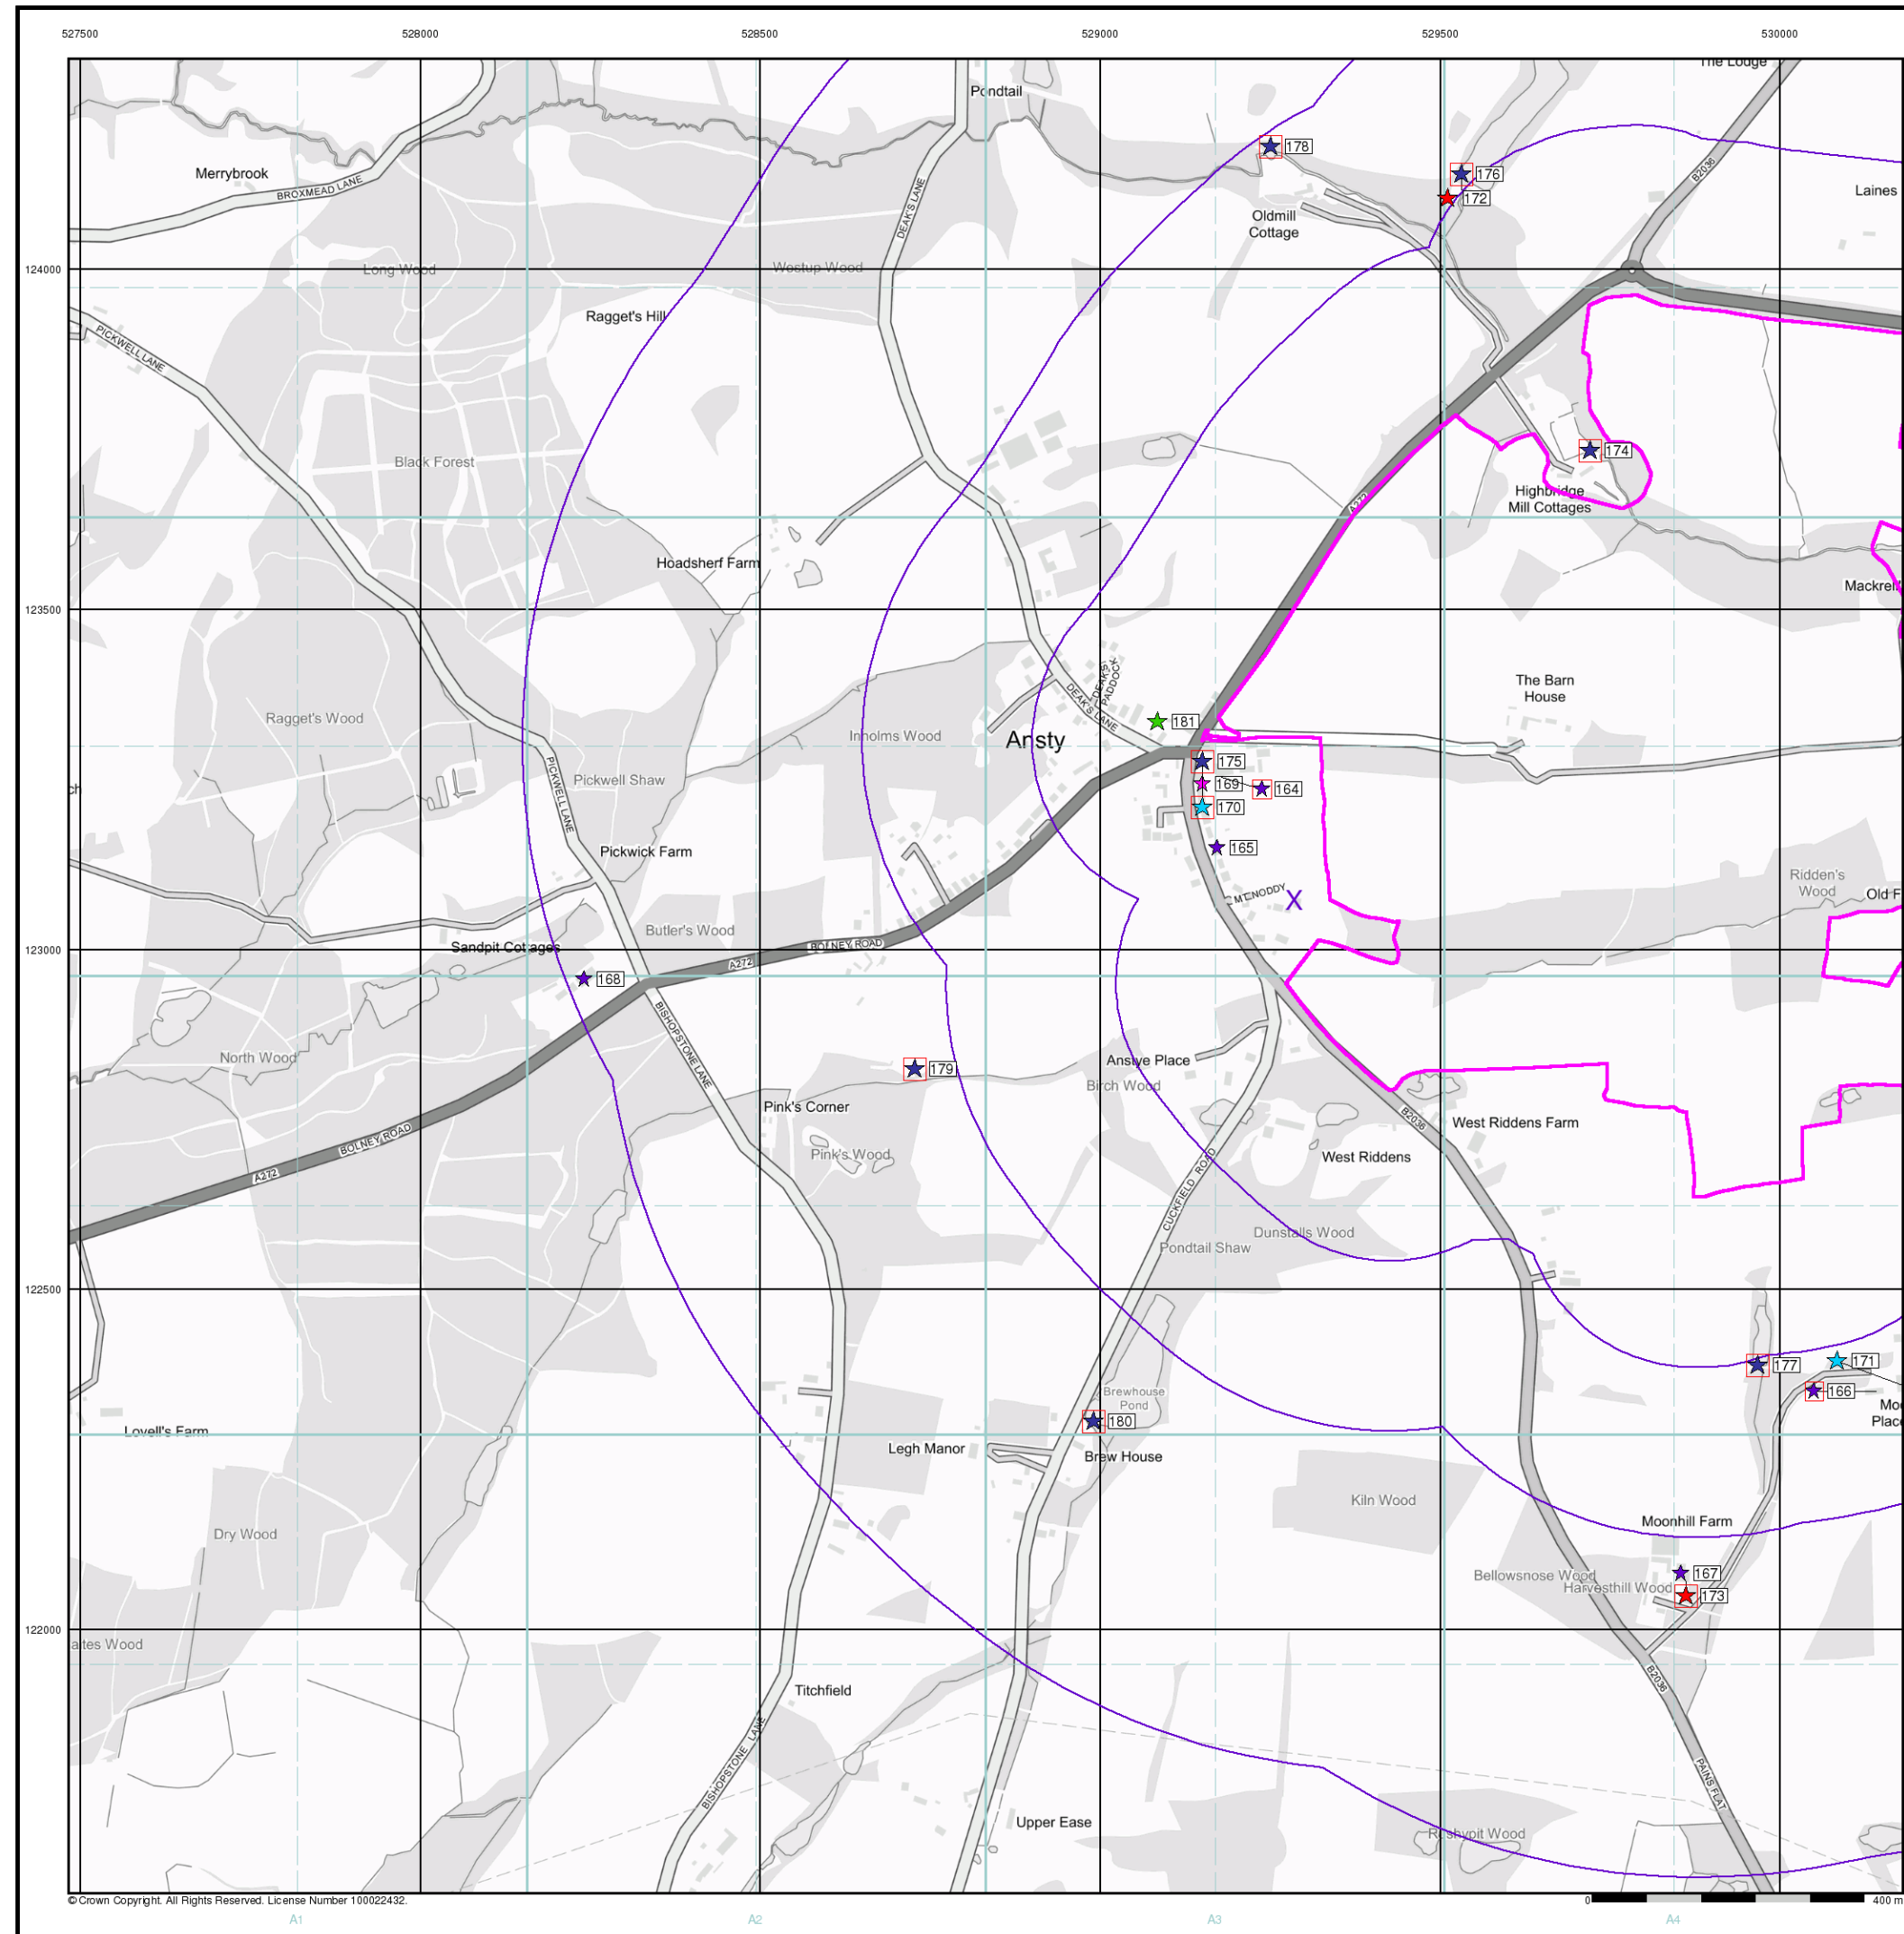 527500
528000
528500
529000
529500
530000
The Lodge
Pondtail
178
176
Merrybrook
BROXMEAD LANE
B2036
172
Laines
DEAK'S LANE
Oldmill
Cottage
124000
Long Wood
Westup Wood
Ragget's Hill
PICKWELL LANE
Black Forest
174
Highbridge
Mill Cottages
A272
Hoadsherf Farm
123500
DEAK'S
PADDOCK
The Barn
House
DEAK'S LANE
Ragget's Wood
181
Inholms Wood
Ansty
175
Pickwell Shaw
169
164
PICKWELL LANE
170
165
Pickwick Farm
Ridden's
Wood
X
Butler's Wood
123000
Sandpit Cottages
BOLNEY ROAD
A272
168
BISHOPSTONE LANE
North Wood
179
Anstye Place
Birch Wood
Pink's Corner
B2036
West Riddens Farm
BOLNEY ROAD
Pink's Wood
West Riddens
A272
CUCKFIELD ROAD
Dunstalls Wood
Pondtail Shaw
122500
177
171
166
Brewhouse
Pond
180
Lovell's Farm
Legh Manor
Brew House
Kiln Wood
Moonhill Farm
Dry Wood
Bellowsnose Wood
167
Harvesthill Wood
173
122000
B2036
Titchfield
BISHOPSTONE LANE
PAINS FLAT
Upper Ease
Rushypit Wood
© Crown Copyright. All Rights Reserved. License Number 100022432.
0
400 m
A1
A2
A3
A4